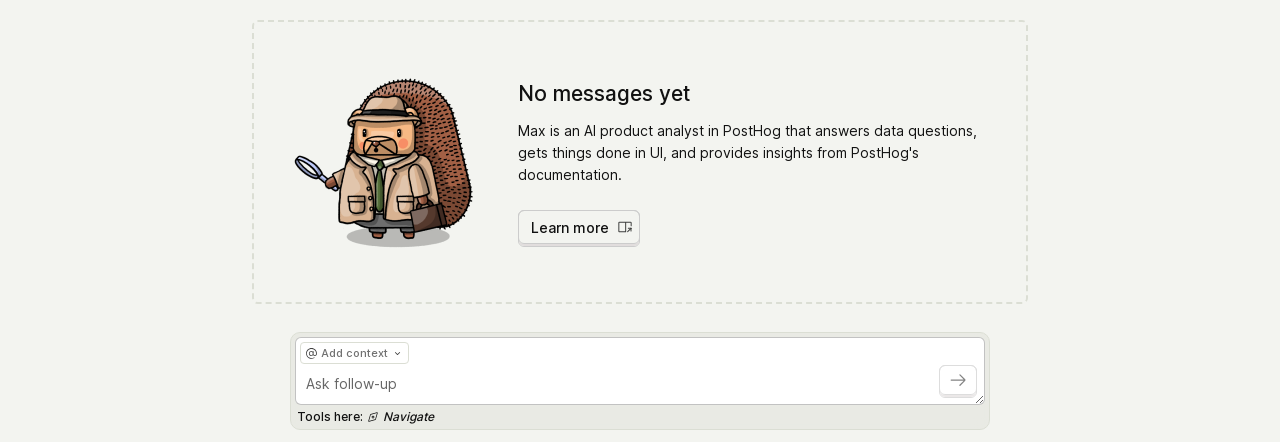 No messages yet
Max is an AI product analyst in PostHog that answers data questions,
gets things done in UI, and provides insights from PostHog's
documentation.
Learn more
@ Add context
Ask follow-up
Tools here: Navigate